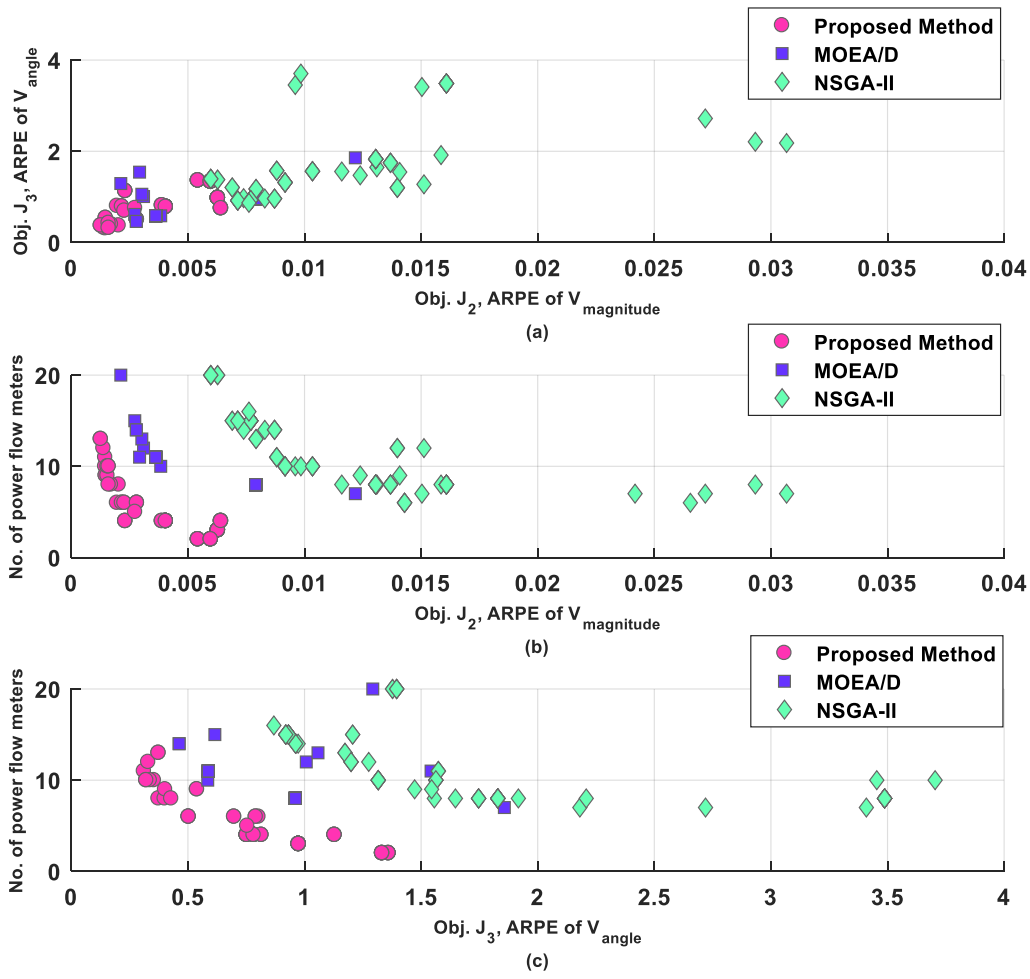 Proposed Method
MOEA/D
NSGA-II
Obj. J3, ARPE of Vangle
4
2
0
0 0.005 0.01 0.015 0.02 0.025 0.03 0.035 0.04
Obj. J2, ARPE of Vmagnitude
(a)
Proposed Method
MOEA/D
NSGA-II
No. of power flow meters
20
10
0
0 0.005 0.01 0.015 0.02 0.025 0.03 0.035 0.04
Obj. J2, ARPE of Vmagnitude
(b)
Proposed Method
MOEA/D
NSGA-II
No. of power flow meters
20
10
0
0 0.5 1 1.5 2 2.5 3 3.5 4
Obj. J3, ARPE of Vangle
(c)